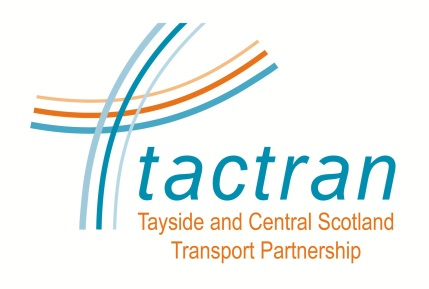 tactran
Tayside and Central Scotland
Transport Partnership